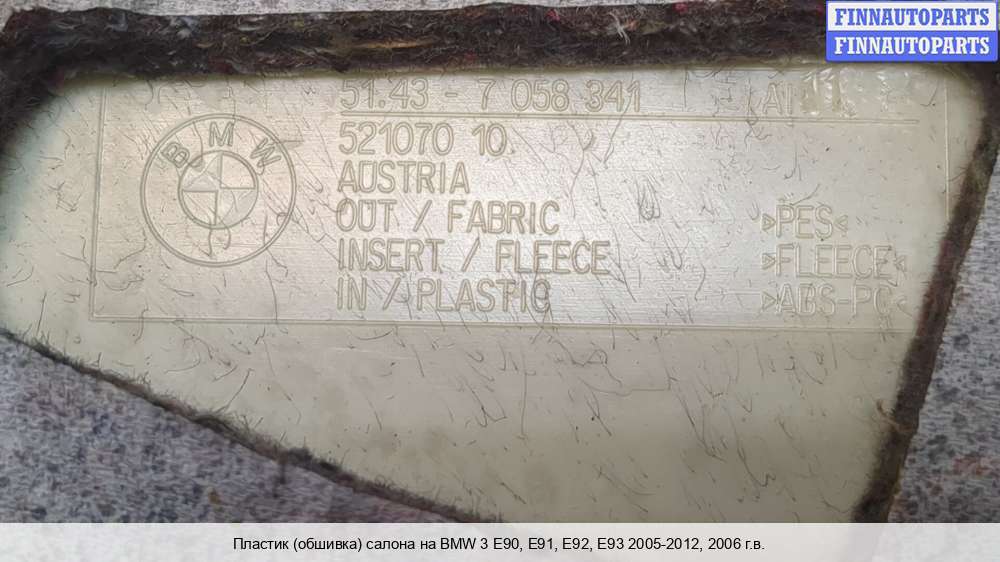 FINNAUTOPARTS
FINNAUTOPARTS
51.43 - 7 058 341
521070 10
AUSTRIA
OUT / FABRIC >PES<
INSERT / FLEECE >FLEECE<
IN / PLASTIC >ABS-PC<
BMW
Пластик (обшивка) салона на BMW 3 E90, E91, E92, E93 2005-2012, 2006 г.в.